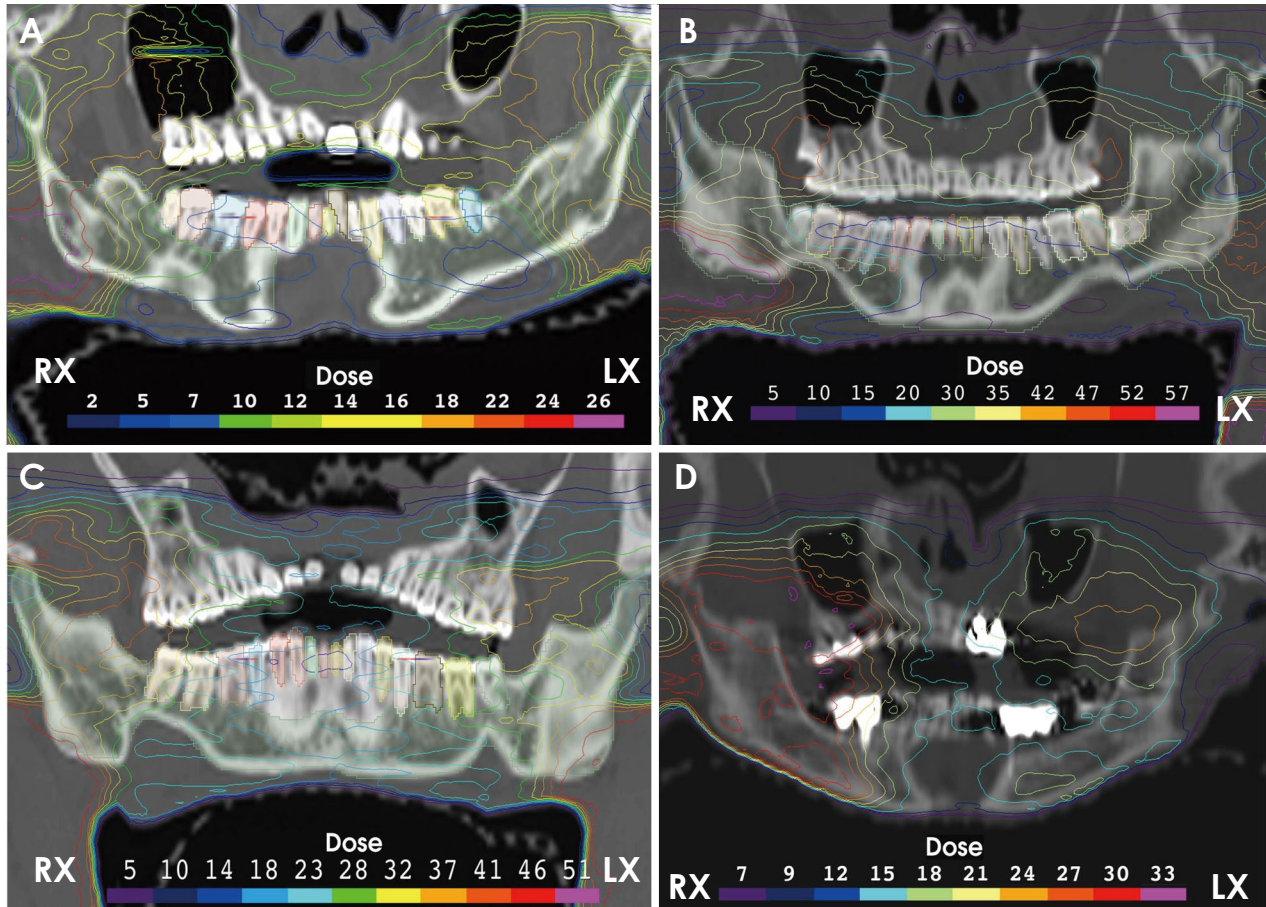 A
RX
Dose
LX
2 5 7 10 12 14 16 18 22 24 26
B
RX
Dose
LX
5 10 15 20 30 35 42 47 52 57
C
RX
Dose
LX
5 10 14 18 23 28 32 37 41 46 51
D
RX
Dose
LX
7 9 12 15 18 21 24 27 30 33